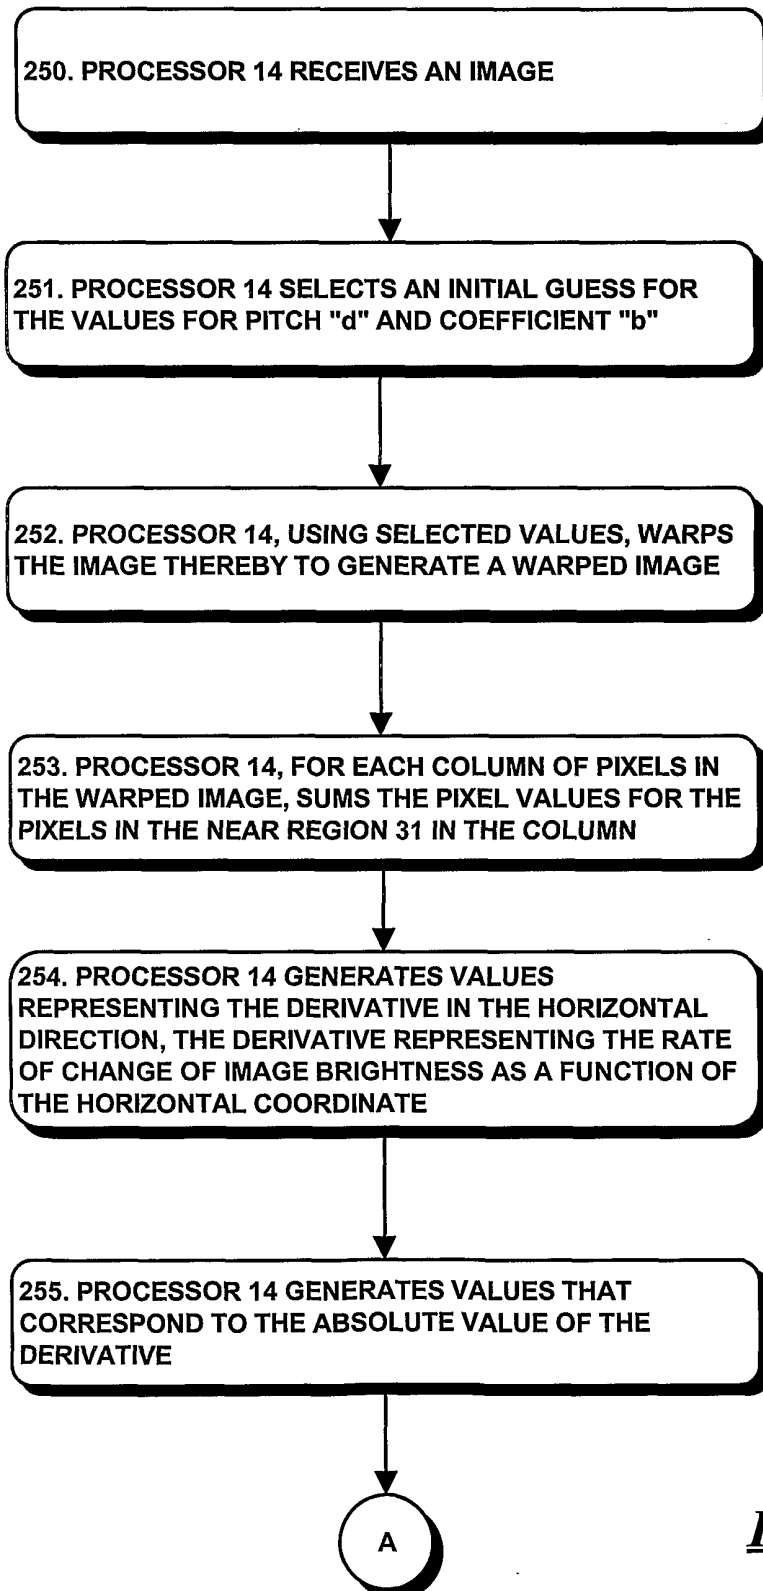 250. PROCESSOR 14 RECEIVES AN IMAGE
251. PROCESSOR 14 SELECTS AN INITIAL GUESS FOR
THE VALUES FOR PITCH "d" AND COEFFICIENT "b"
252. PROCESSOR 14, USING SELECTED VALUES, WARPS
THE IMAGE THEREBY TO GENERATE A WARPED IMAGE
253. PROCESSOR 14, FOR EACH COLUMN OF PIXELS IN
THE WARPED IMAGE, SUMS THE PIXEL VALUES FOR THE
PIXELS IN THE NEAR REGION 31 IN THE COLUMN
254. PROCESSOR 14 GENERATES VALUES
REPRESENTING THE DERIVATIVE IN THE HORIZONTAL
DIRECTION, THE DERIVATIVE REPRESENTING THE RATE
OF CHANGE OF IMAGE BRIGHTNESS AS A FUNCTION OF
THE HORIZONTAL COORDINATE
255. PROCESSOR 14 GENERATES VALUES THAT
CORRESPOND TO THE ABSOLUTE VALUE OF THE
DERIVATIVE
A